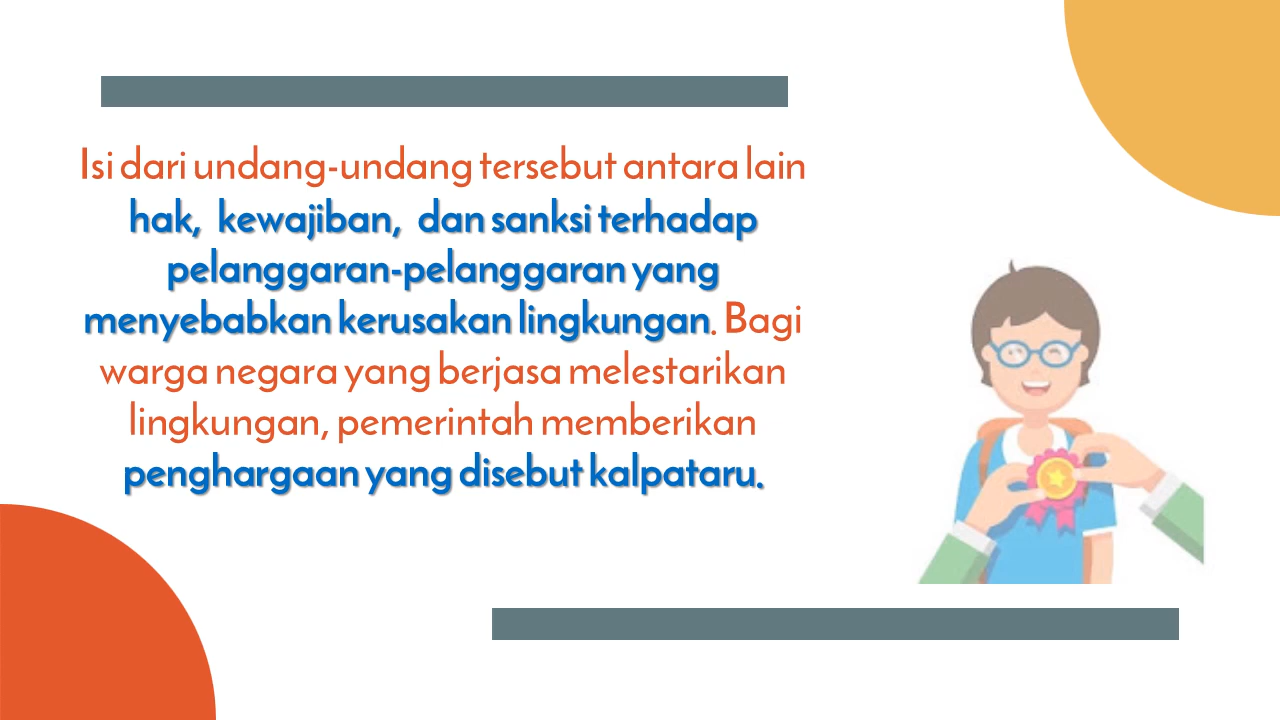 Isi dari undang-undang tersebut antara lain
hak, kewajiban, dan sanksi terhadap
pelanggaran-pelanggaran yang
menyebabkan kerusakan lingkungan. Bagi
warga negara yang berjasa melestarikan
lingkungan, pemerintah memberikan
penghargaan yang disebut kalpataru.